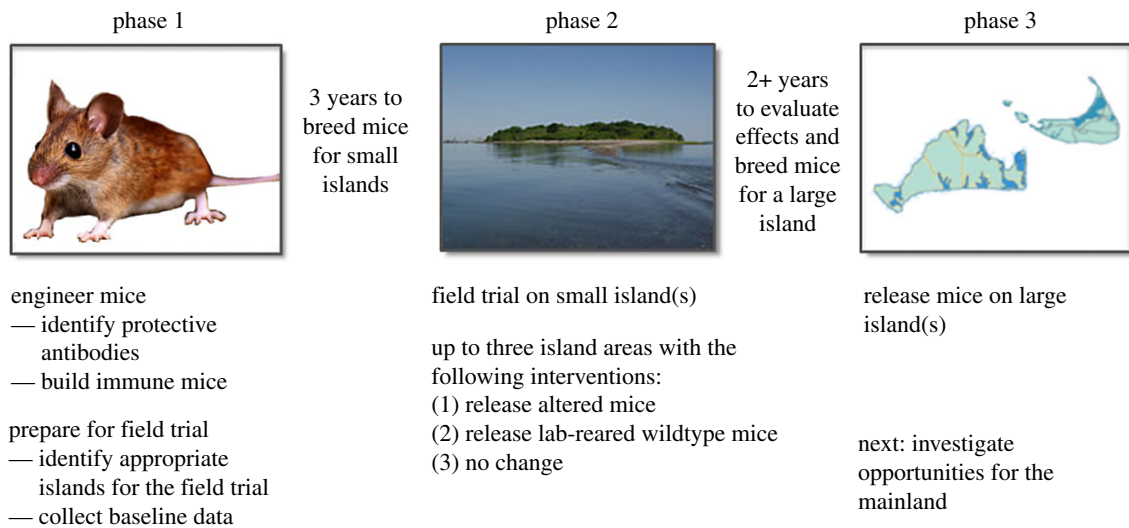 phase 1
3 years to
breed mice
for small
islands
phase 2
2+ years
to evaluate
effects and
breed mice
for a large
island
phase 3
engineer mice
— identify protective
antibodies
— build immune mice
prepare for field trial
— identify appropriate
islands for the field trial
— collect baseline data
field trial on small island(s)
up to three island areas with the
following interventions:
(1) release altered mice
(2) release lab-reared wildtype mice
(3) no change
release mice on large
island(s)
next: investigate
opportunities for the
mainland